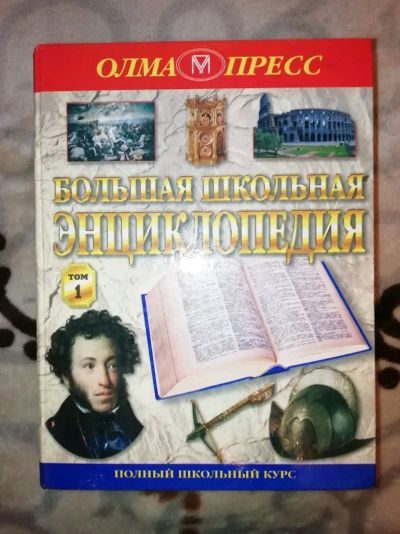 ОЛМА М ПРЕСС
БОЛЬШАЯ ШКОЛЬНАЯ
ЭНЦИКЛОПЕДИЯ
ТОМ
1
ПОЛНЫЙ ШКОЛЬНЫЙ КУРС